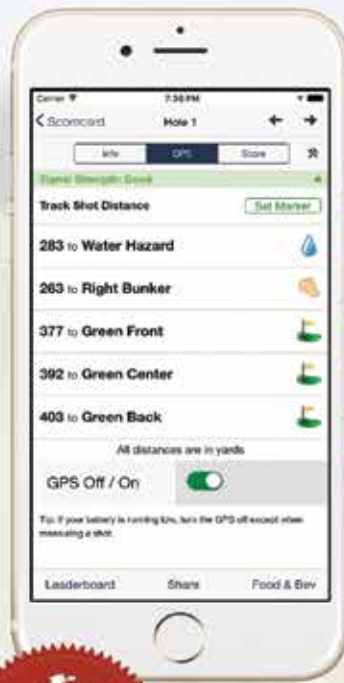 Carrier 7:36 PM
Scorecard Hole 1
Info GPS Score
Signal Strength: Good
Track Shot Distance Set Marker
283 to Water Hazard
263 to Right Bunker
377 to Green Front
392 to Green Center
403 to Green Back
All distances are in yards
GPS Off / On
Tip: If your battery is running low, turn the GPS off except when
measuring a shot.
Leaderboard Share Food & Bev